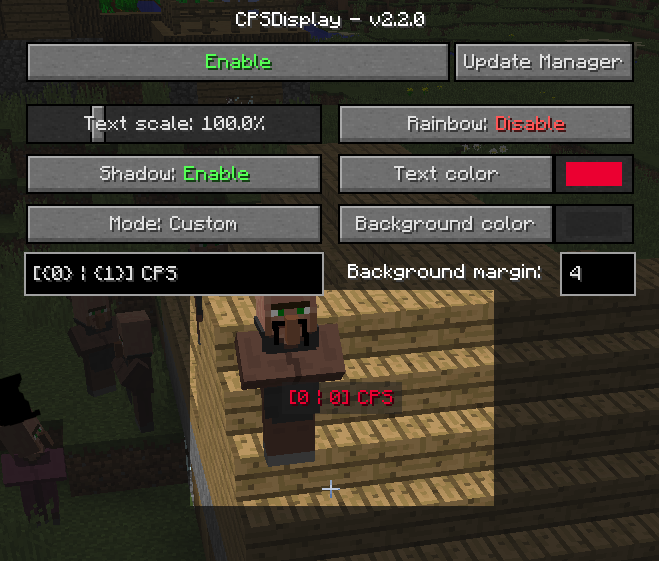 CPSDisplay - v2.2.0
Enable
Update Manager
Text scale: 100.0%
Rainbow: Disable
Shadow: Enable
Text color
Mode: Custom
Background color
[{0} ¦ {1}] CPS
Background margin:
4
[0 ¦ 0] CPS